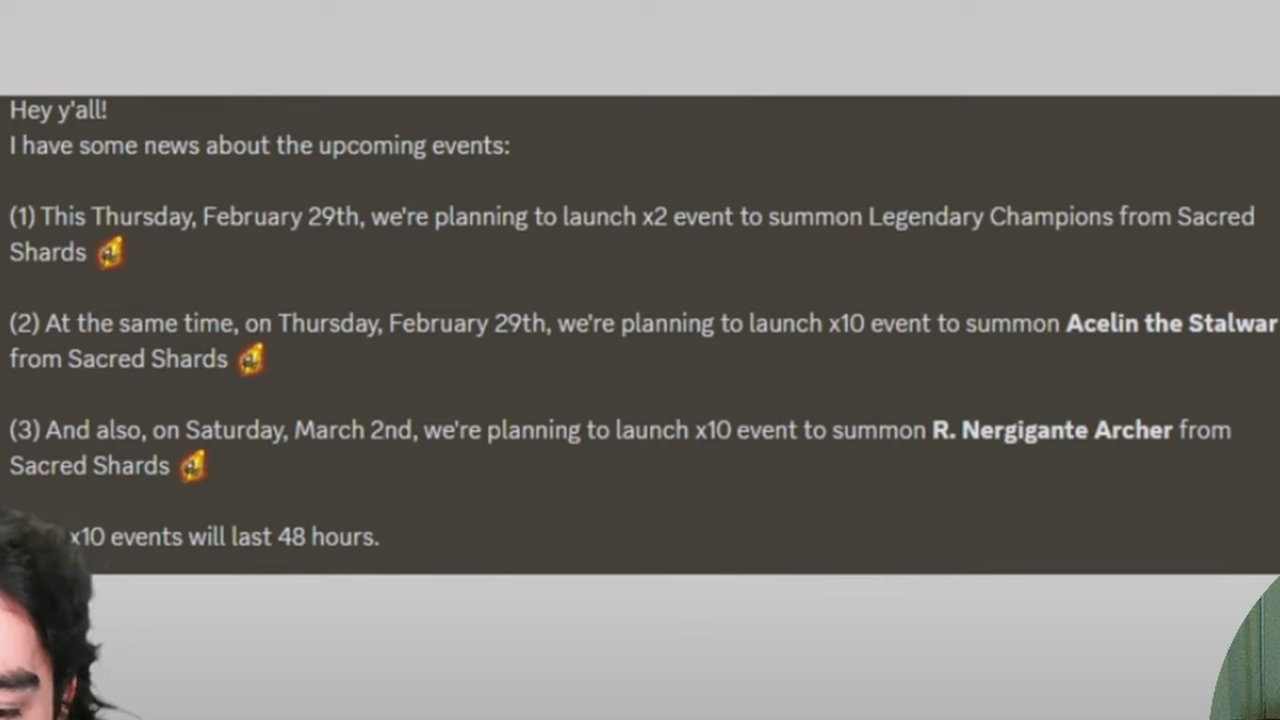 Hey y'all!
I have some news about the upcoming events:
(1) This Thursday, February 29th, we're planning to launch x2 event to summon Legendary Champions from Sacred
Shards
(2) At the same time, on Thursday, February 29th, we're planning to launch x10 event to summon Acelin the Stalwar
from Sacred Shards
(3) And also, on Saturday, March 2nd, we're planning to launch x10 event to summon R. Nergigante Archer from
Sacred Shards
x10 events will last 48 hours.